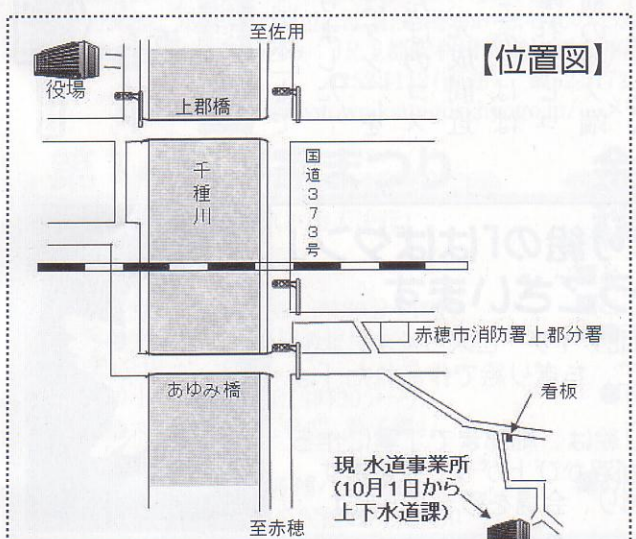 至佐用
【位置図】
役場
上郡橋
千種川
国道373号
赤穂市消防署上郡分署
あゆみ橋
看板
現 水道事業所
(10月1日から
上下水道課)
至赤穂